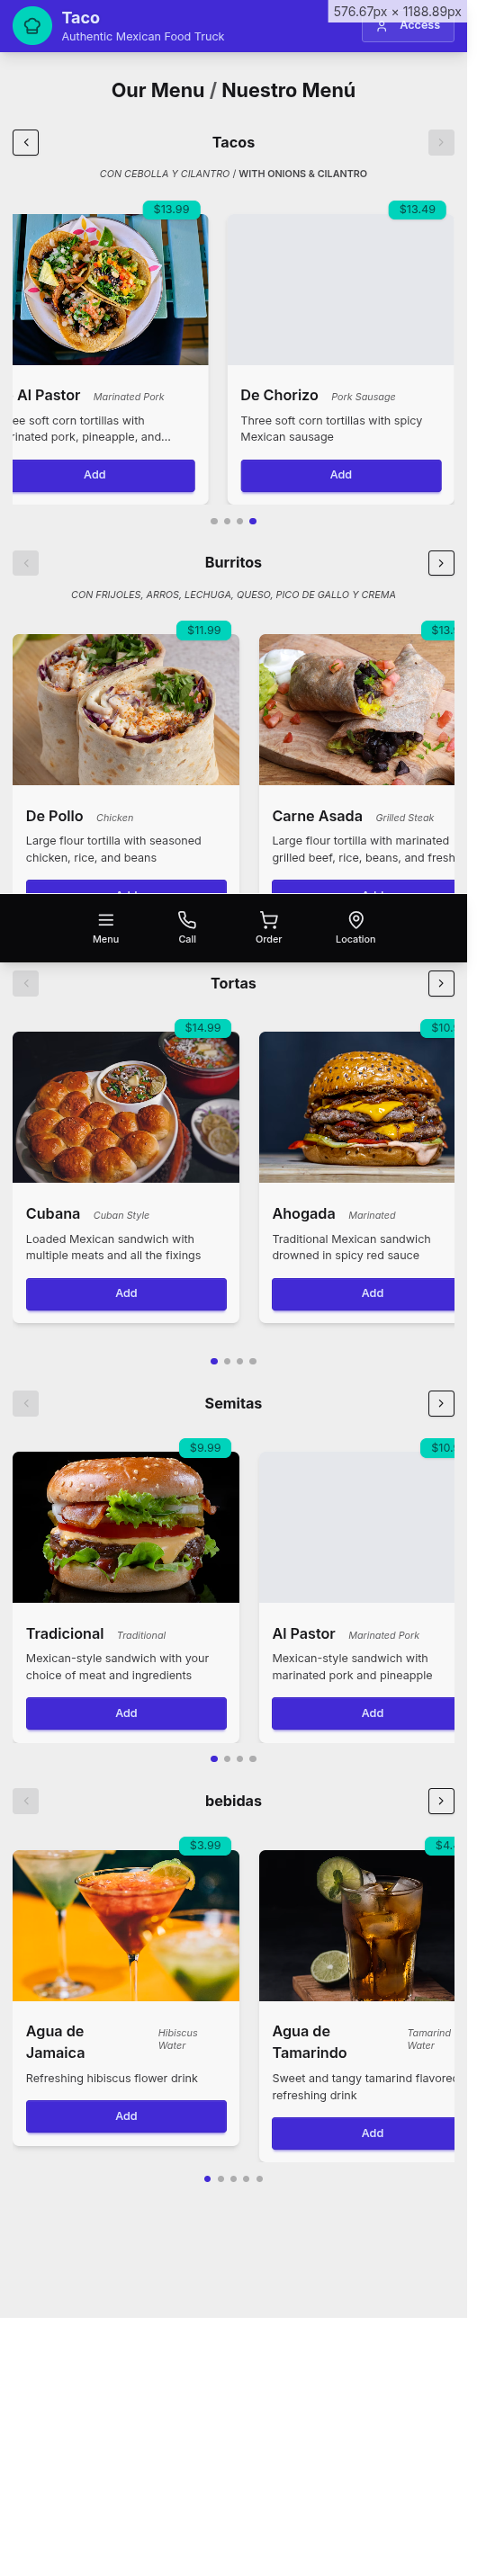 Taco
Authentic Mexican Food Truck
576.67px × 1188.89px
Access
Our Menu / Nuestro Menú
Tacos
CON CEBOLLA Y CILANTRO / WITH ONIONS & CILANTRO
$13.99
$13.49
Al Pastor Marinated Pork
ee soft corn tortillas with
rinated pork, pineapple, and...
Add
De Chorizo Pork Sausage
Three soft corn tortillas with spicy
Mexican sausage
Add
Burritos
CON FRIJOLES, ARROS, LECHUGA, QUESO, PICO DE GALLO Y CREMA
$11.99
$13.
De Pollo Chicken
Large flour tortilla with seasoned
chicken, rice, and beans
Carne Asada Grilled Steak
Large flour tortilla with marinated
grilled beef, rice, beans, and fresh
Menu
Call
Order
Location
Tortas
$14.99
$10.
Cubana Cuban Style
Loaded Mexican sandwich with
multiple meats and all the fixings
Add
Ahogada Marinated
Traditional Mexican sandwich
drowned in spicy red sauce
Add
Semitas
$9.99
$10.
Tradicional Traditional
Mexican-style sandwich with your
choice of meat and ingredients
Add
Al Pastor Marinated Pork
Mexican-style sandwich with
marinated pork and pineapple
Add
bebidas
$3.99
$4.
Agua de
Jamaica
Hibiscus
Water
Refreshing hibiscus flower drink
Add
Agua de
Tamarindo
Tamarind
Water
Sweet and tangy tamarind flavored
refreshing drink
Add